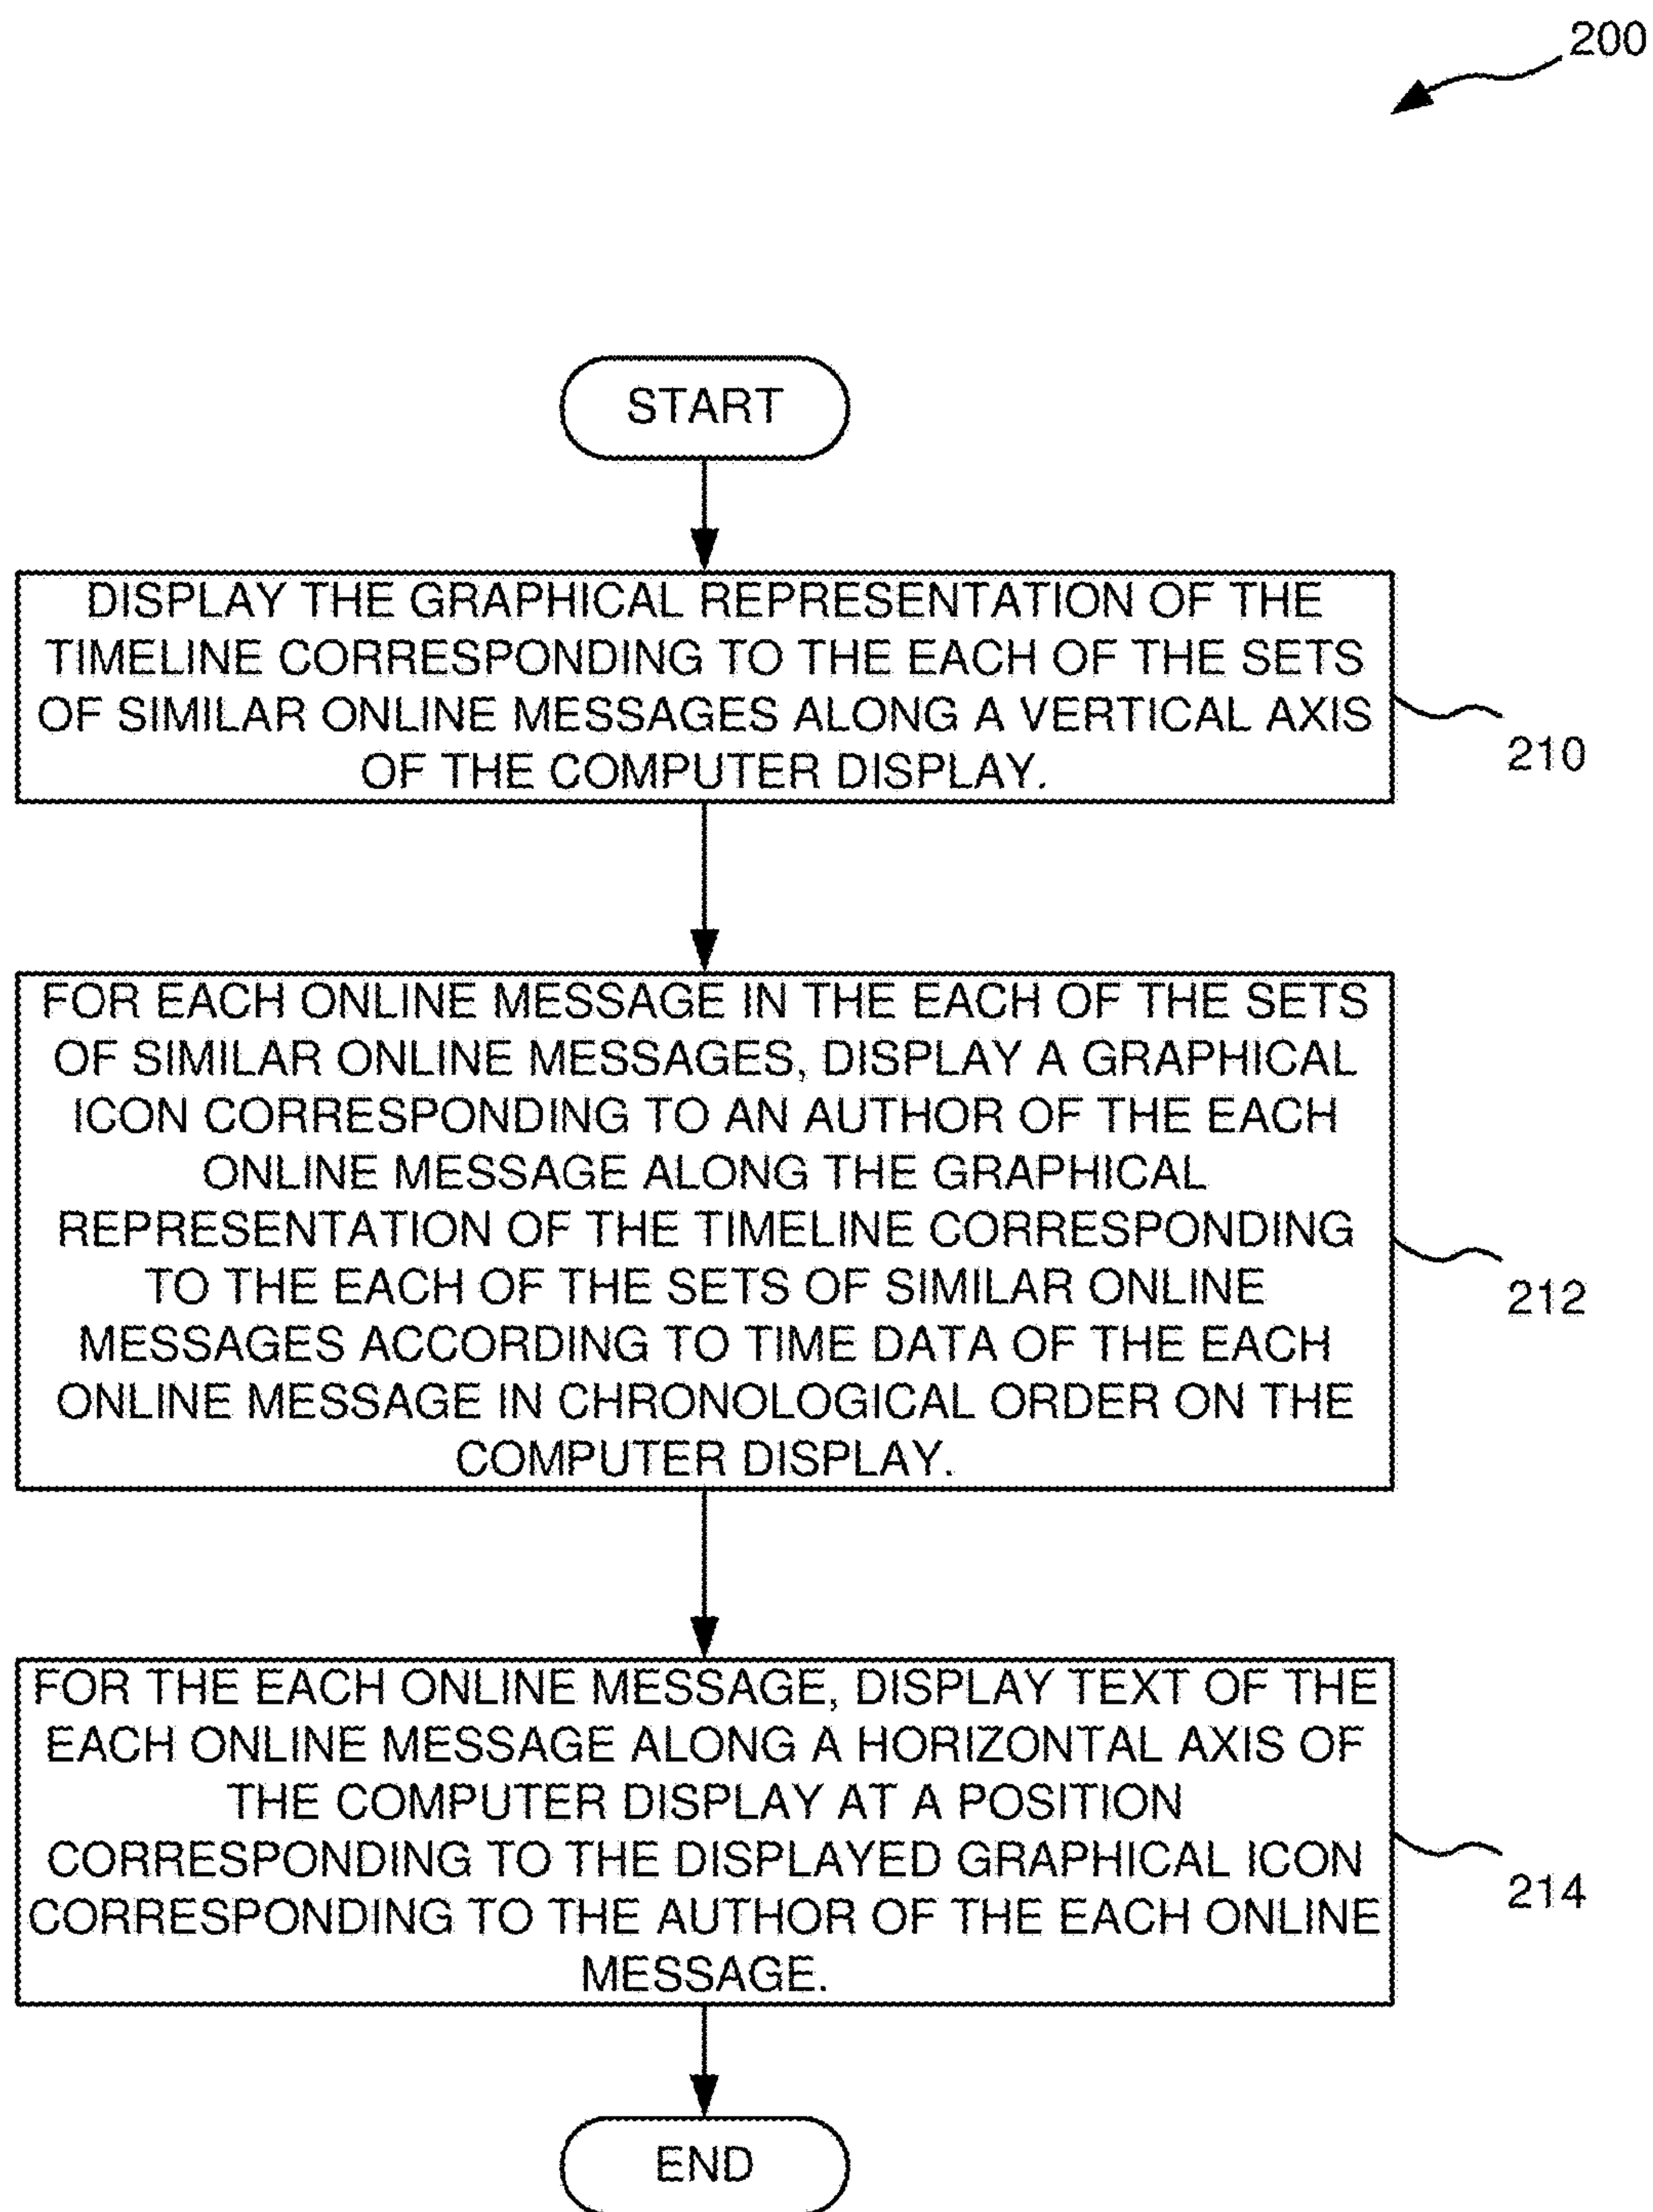 200
START
DISPLAY THE GRAPHICAL REPRESENTATION OF THE
TIMELINE CORRESPONDING TO THE EACH OF THE SETS
OF SIMILAR ONLINE MESSAGES ALONG A VERTICAL AXIS
OF THE COMPUTER DISPLAY.
210
FOR EACH ONLINE MESSAGE IN THE EACH OF THE SETS
OF SIMILAR ONLINE MESSAGES, DISPLAY A GRAPHICAL
ICON CORRESPONDING TO AN AUTHOR OF THE EACH
ONLINE MESSAGE ALONG THE GRAPHICAL
REPRESENTATION OF THE TIMELINE CORRESPONDING
TO THE EACH OF THE SETS OF SIMILAR ONLINE
MESSAGES ACCORDING TO TIME DATA OF THE EACH
ONLINE MESSAGE IN CHRONOLOGICAL ORDER ON THE
COMPUTER DISPLAY.
212
FOR THE EACH ONLINE MESSAGE, DISPLAY TEXT OF THE
EACH ONLINE MESSAGE ALONG A HORIZONTAL AXIS OF
THE COMPUTER DISPLAY AT A POSITION
CORRESPONDING TO THE DISPLAYED GRAPHICAL ICON
CORRESPONDING TO THE AUTHOR OF THE EACH ONLINE
MESSAGE.
214
END